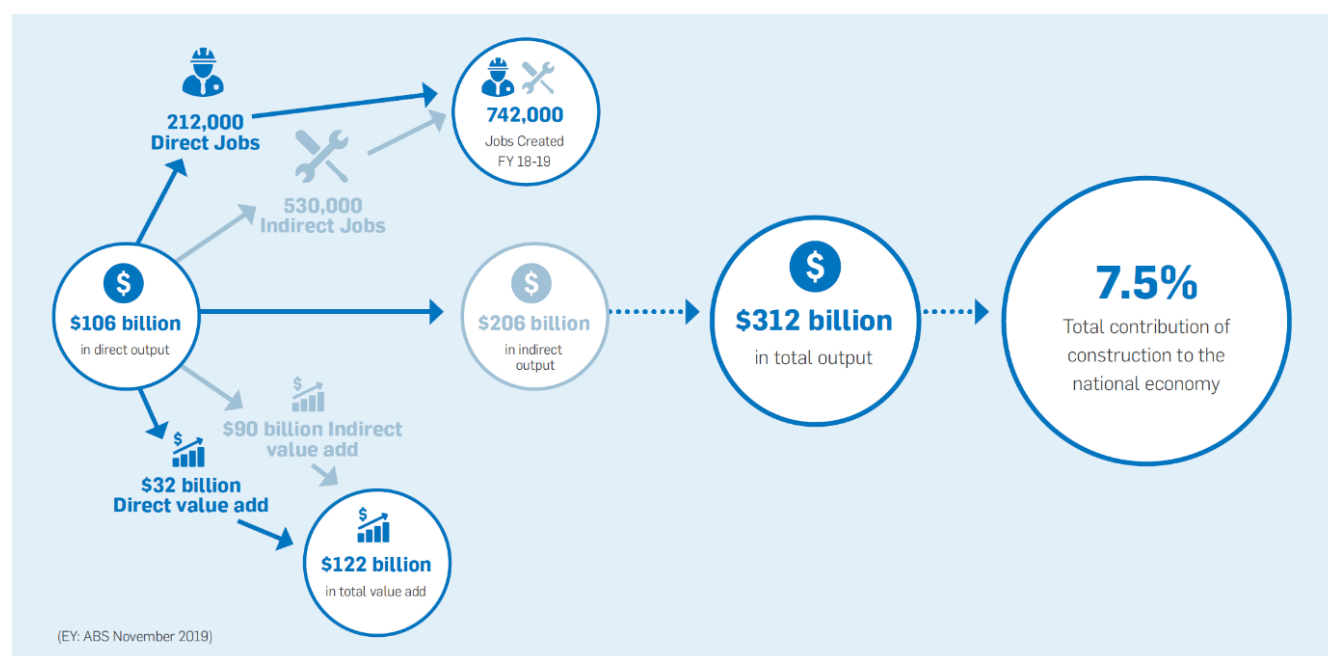 212,000
Direct Jobs
530,000
Indirect Jobs
742,000
Jobs Created
FY 18-19
$
$106 billion
in direct output
$
$206 billion
in indirect
output
$
$312 billion
in total output
7.5%
Total contribution of
construction to the
national economy
$
$90 billion Indirect
value add
$
$32 billion
Direct value add
$
$122 billion
in total value add
(EY: ABS November 2019)